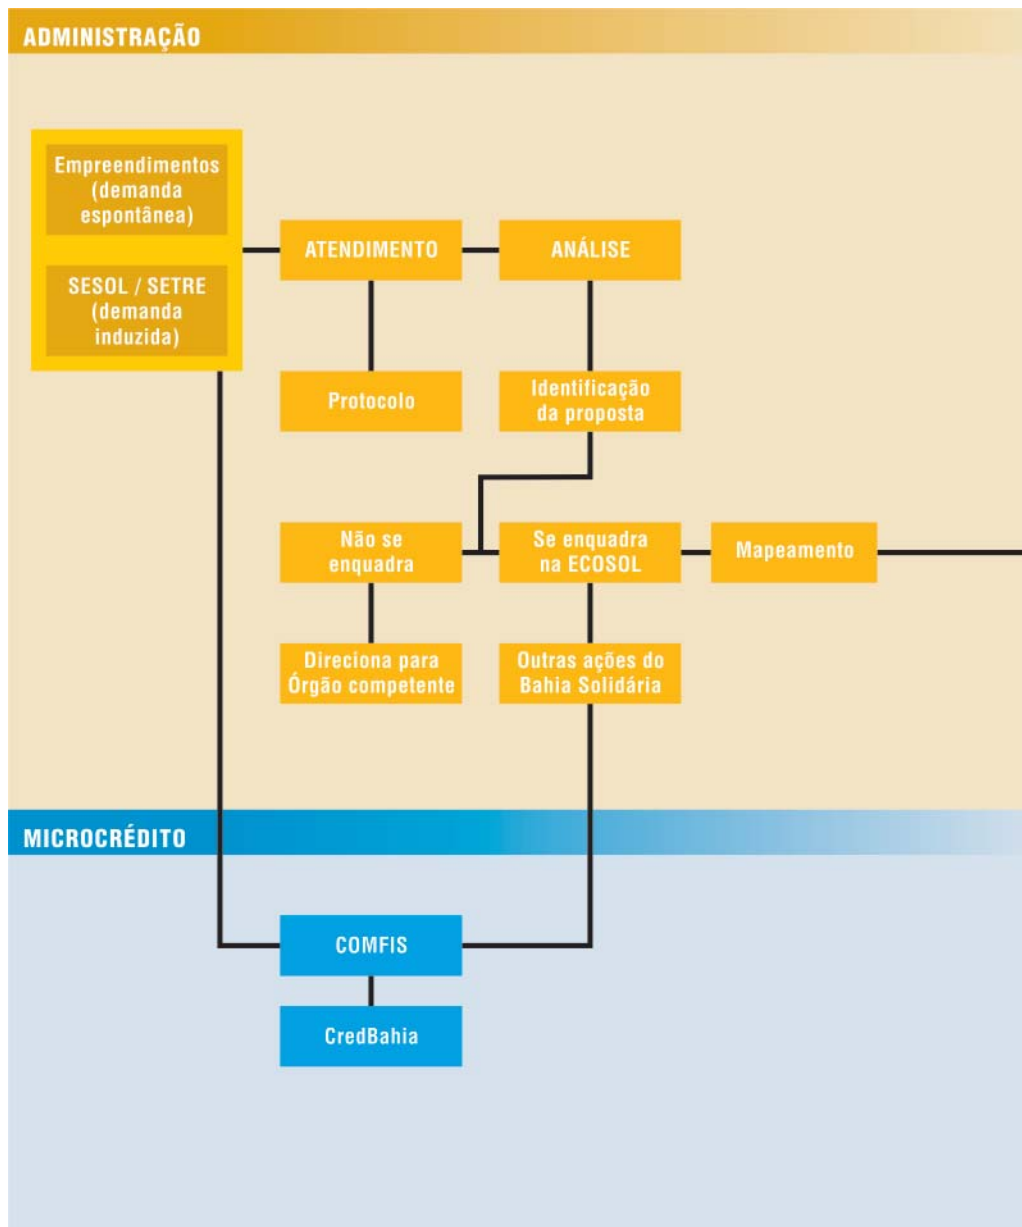 ADMINISTRAÇÃO
Empreendimentos
(demanda
espontânea)
SESOL / SETRE
(demanda
induzida)
ATENDIMENTO
ANÁLISE
Protocolo
Identificação
da proposta
Não se
enquadra
Se enquadra
na ECOSOL
Mapeamento
Direciona para
Órgão competente
Outras ações do
Bahia Solidária
MICROCRÉDITO
COMFIS
CredBahia